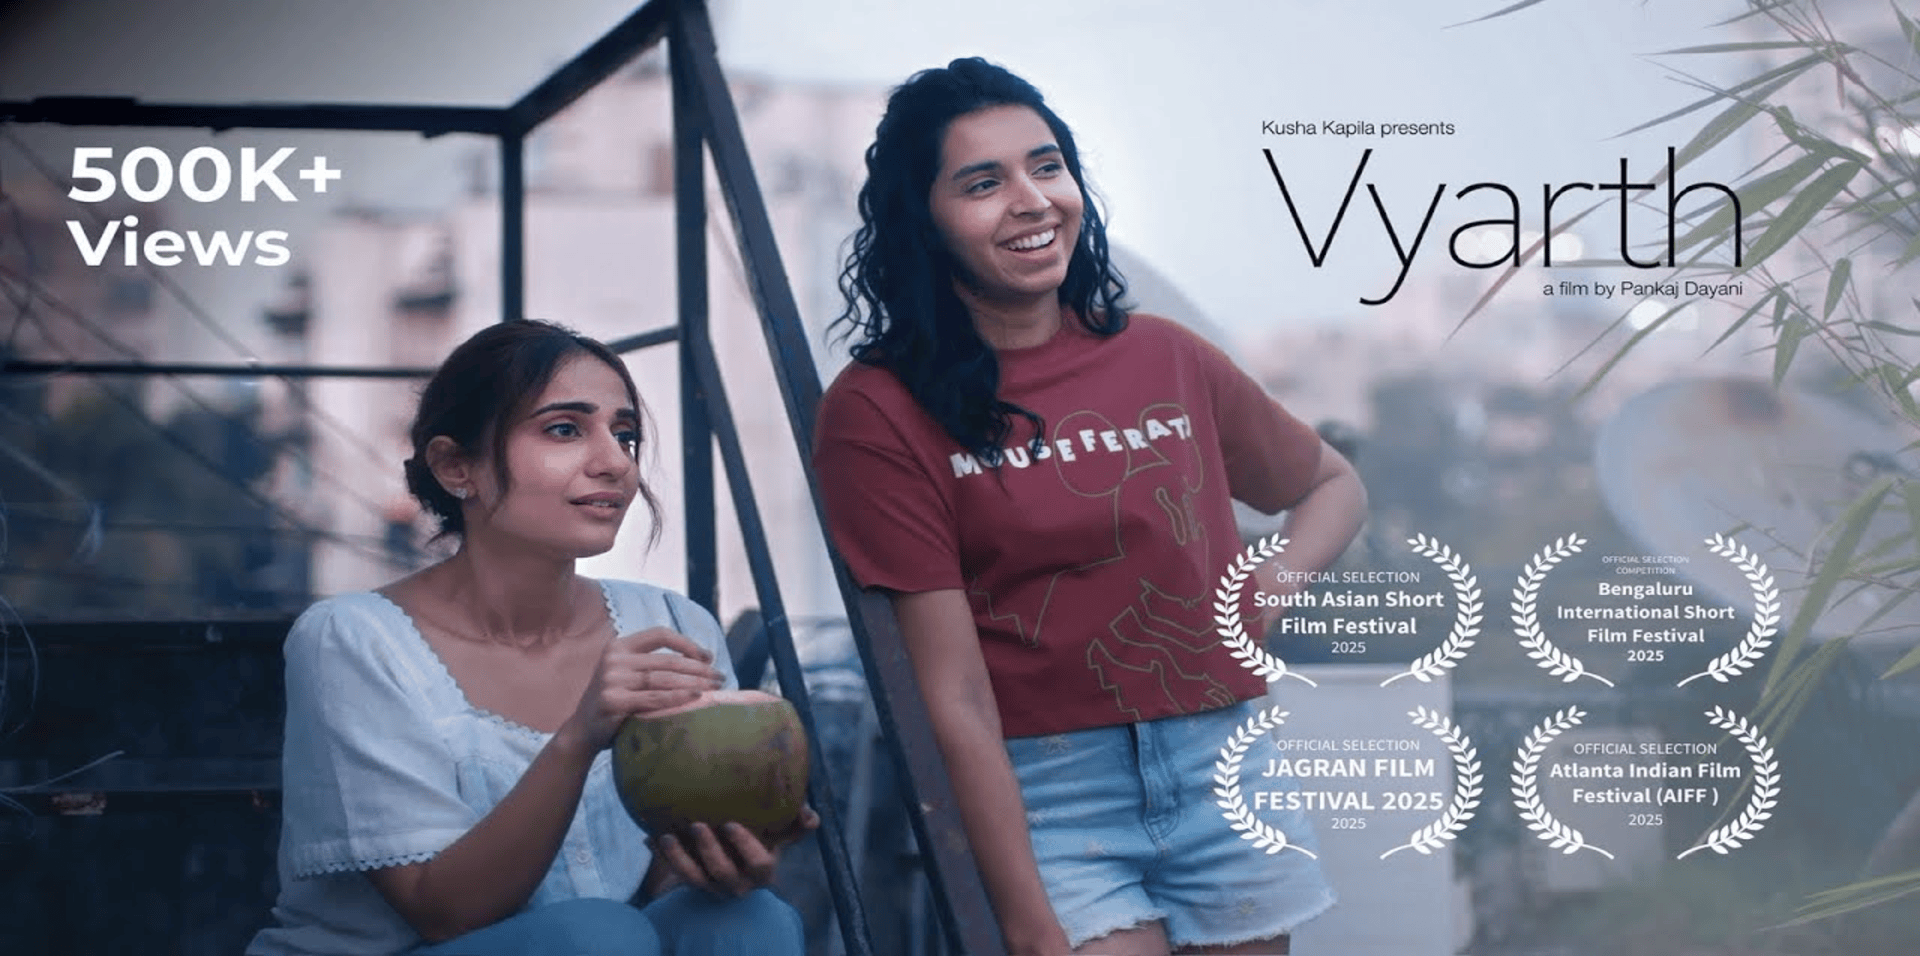 500K+
Views
Kusha Kapila presents
Vyarth
a film by Pankaj Dayani
MOUSEFERAT
OFFICIAL SELECTION
South Asian Short
Film Festival
2025
OFFICIAL SELECTION
COMPETITION
Bengaluru
International Short
Film Festival
2025
OFFICIAL SELECTION
JAGRAN FILM
FESTIVAL 2025
2025
OFFICIAL SELECTION
Atlanta Indian Film
Festival (AIFF )
2025